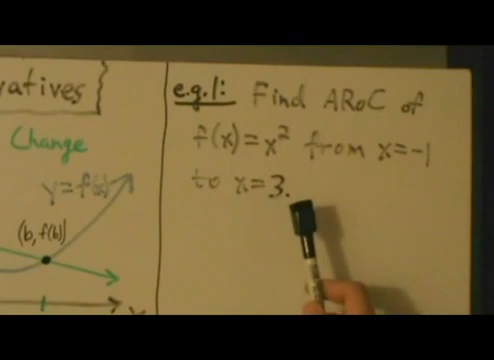 vatives
Change
y=f(x)
(b, f(b))
e.g.1: Find ARoC of
f(x)=x² from x=-1
to x=3.